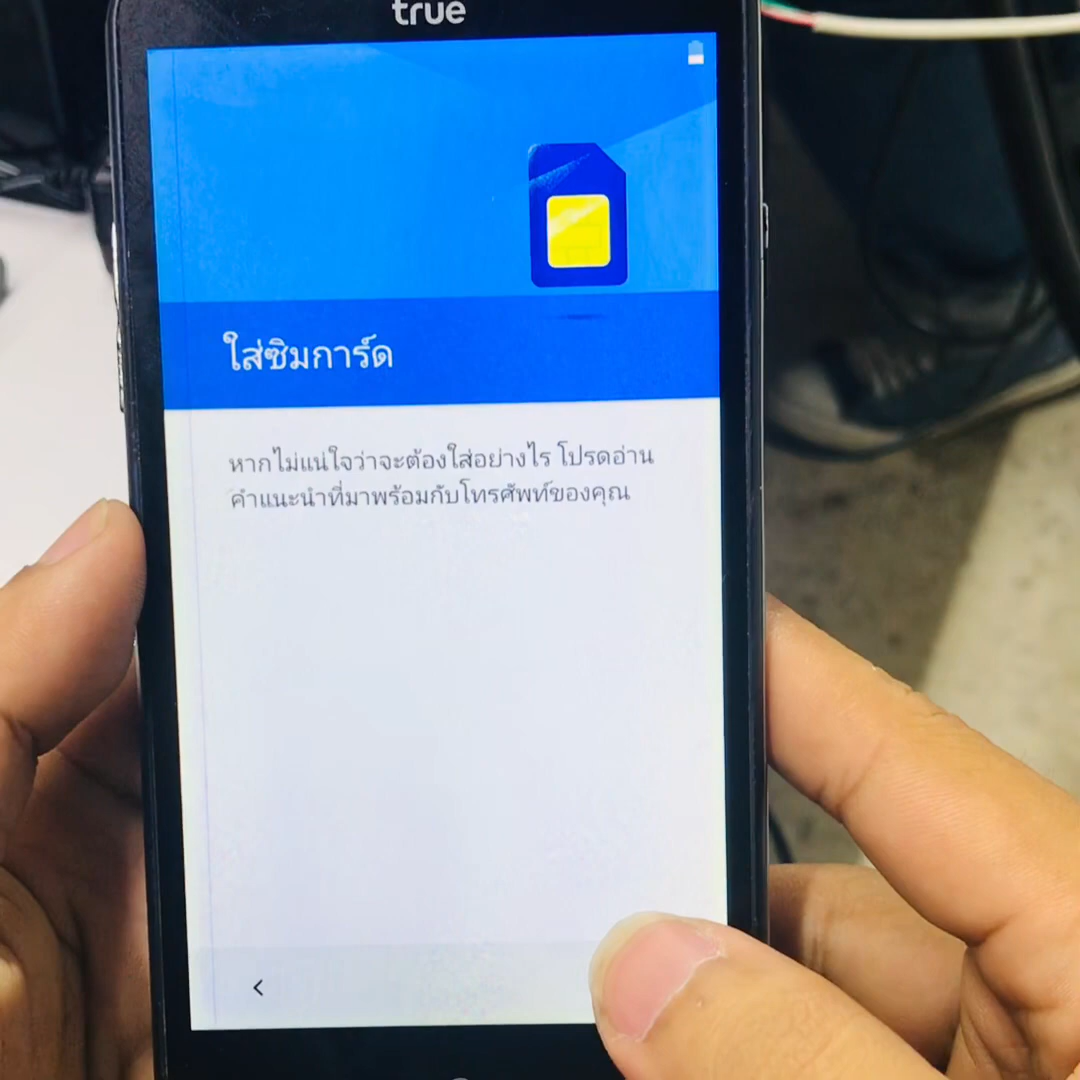 true
ใส่ซิมการ์ด
หากไม่แน่ใจว่าจะต้องใส่อย่างไร โปรดอ่าน
คำแนะนำที่มาพร้อมกับโทรศัพท์ของคุณ